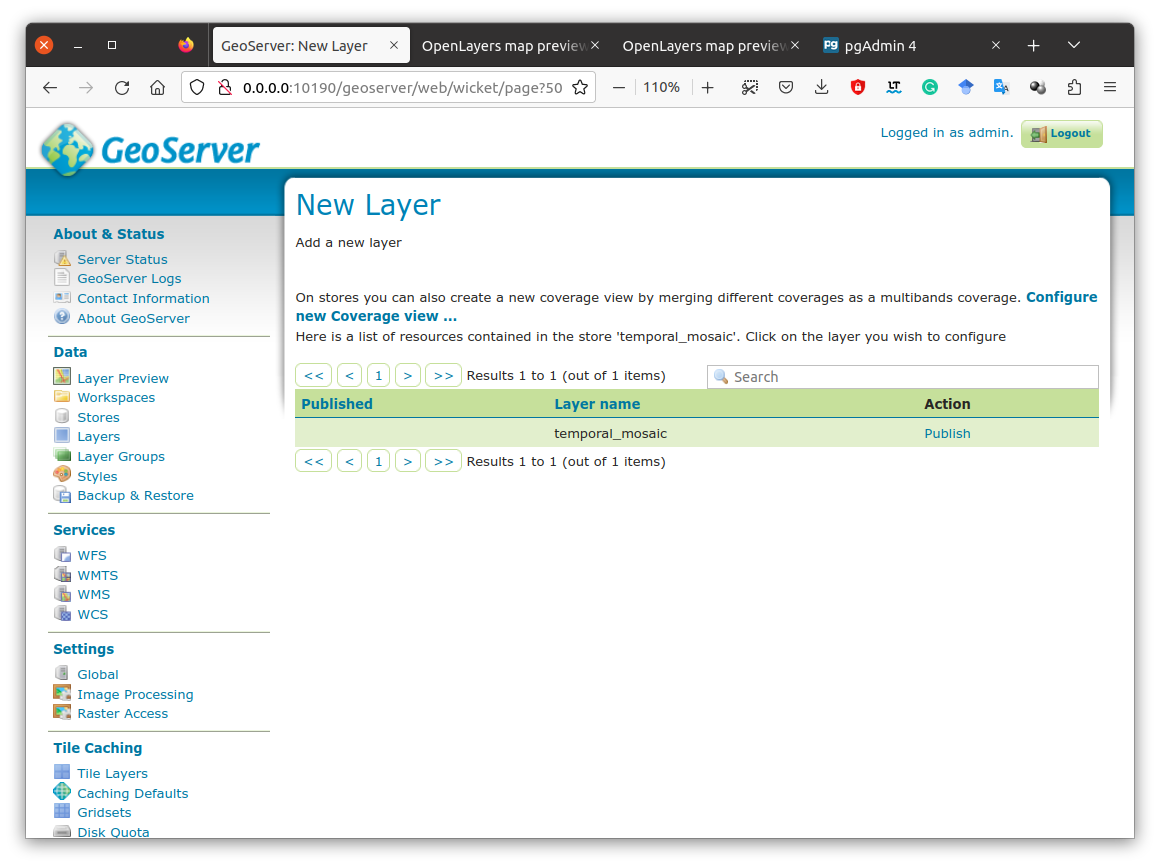 GeoServer: New Layer
OpenLayers map preview
OpenLayers map preview
pgAdmin 4
0.0.0.0:10190/geoserver/web/wicket/page?50
110%
GeoServer
Logged in as admin.
Logout
New Layer
Add a new layer
On stores you can also create a new coverage view by merging different coverages as a multibands coverage. Configure
new Coverage view ...
Here is a list of resources contained in the store 'temporal_mosaic'. Click on the layer you wish to configure
<< < 1 > >> Results 1 to 1 (out of 1 items)
Search
Published Layer name Action
temporal_mosaic Publish
<< < 1 > >> Results 1 to 1 (out of 1 items)
About & Status
Server Status
GeoServer Logs
Contact Information
About GeoServer
Data
Layer Preview
Workspaces
Stores
Layers
Layer Groups
Styles
Backup & Restore
Services
WFS
WMTS
WMS
WCS
Settings
Global
Image Processing
Raster Access
Tile Caching
Tile Layers
Caching Defaults
Gridsets
Disk Quota